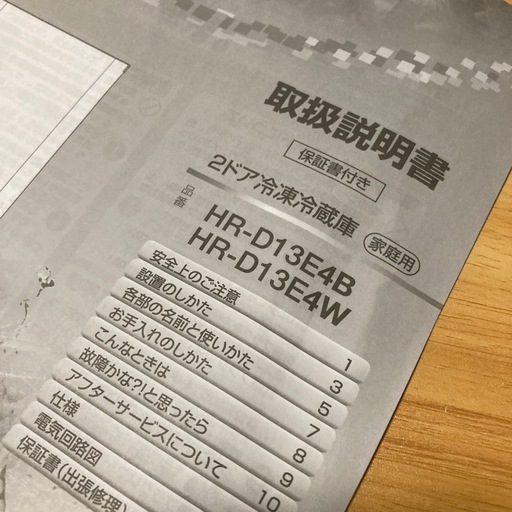 取扱説明書
保証書付き
2ドア冷凍冷蔵庫 家庭用
品番
HR-D13E4B
HR-D13E4W
安全上のご注意 1
設置のしかた 3
各部の名前と使いかた 5
お手入れのしかた 7
こんなときは 8
故障かな?!と思ったら 9
アフターサービスについて 10
仕様
電気回路図
保証書(出張修理)